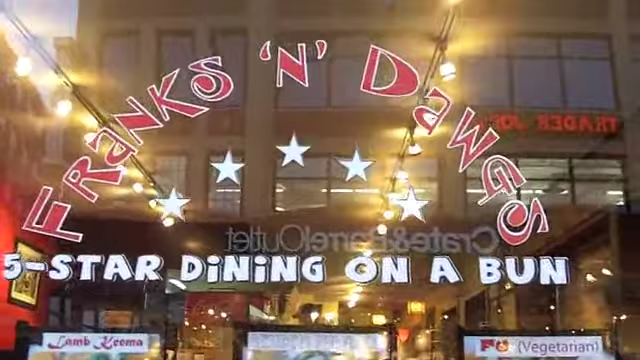 FRANKS 'N' DAWGS
TRADER JOE'S
Crate&Barrel Outlet
5-STAR DINING ON A BUN
Lamb Keema
(Vegetarian)